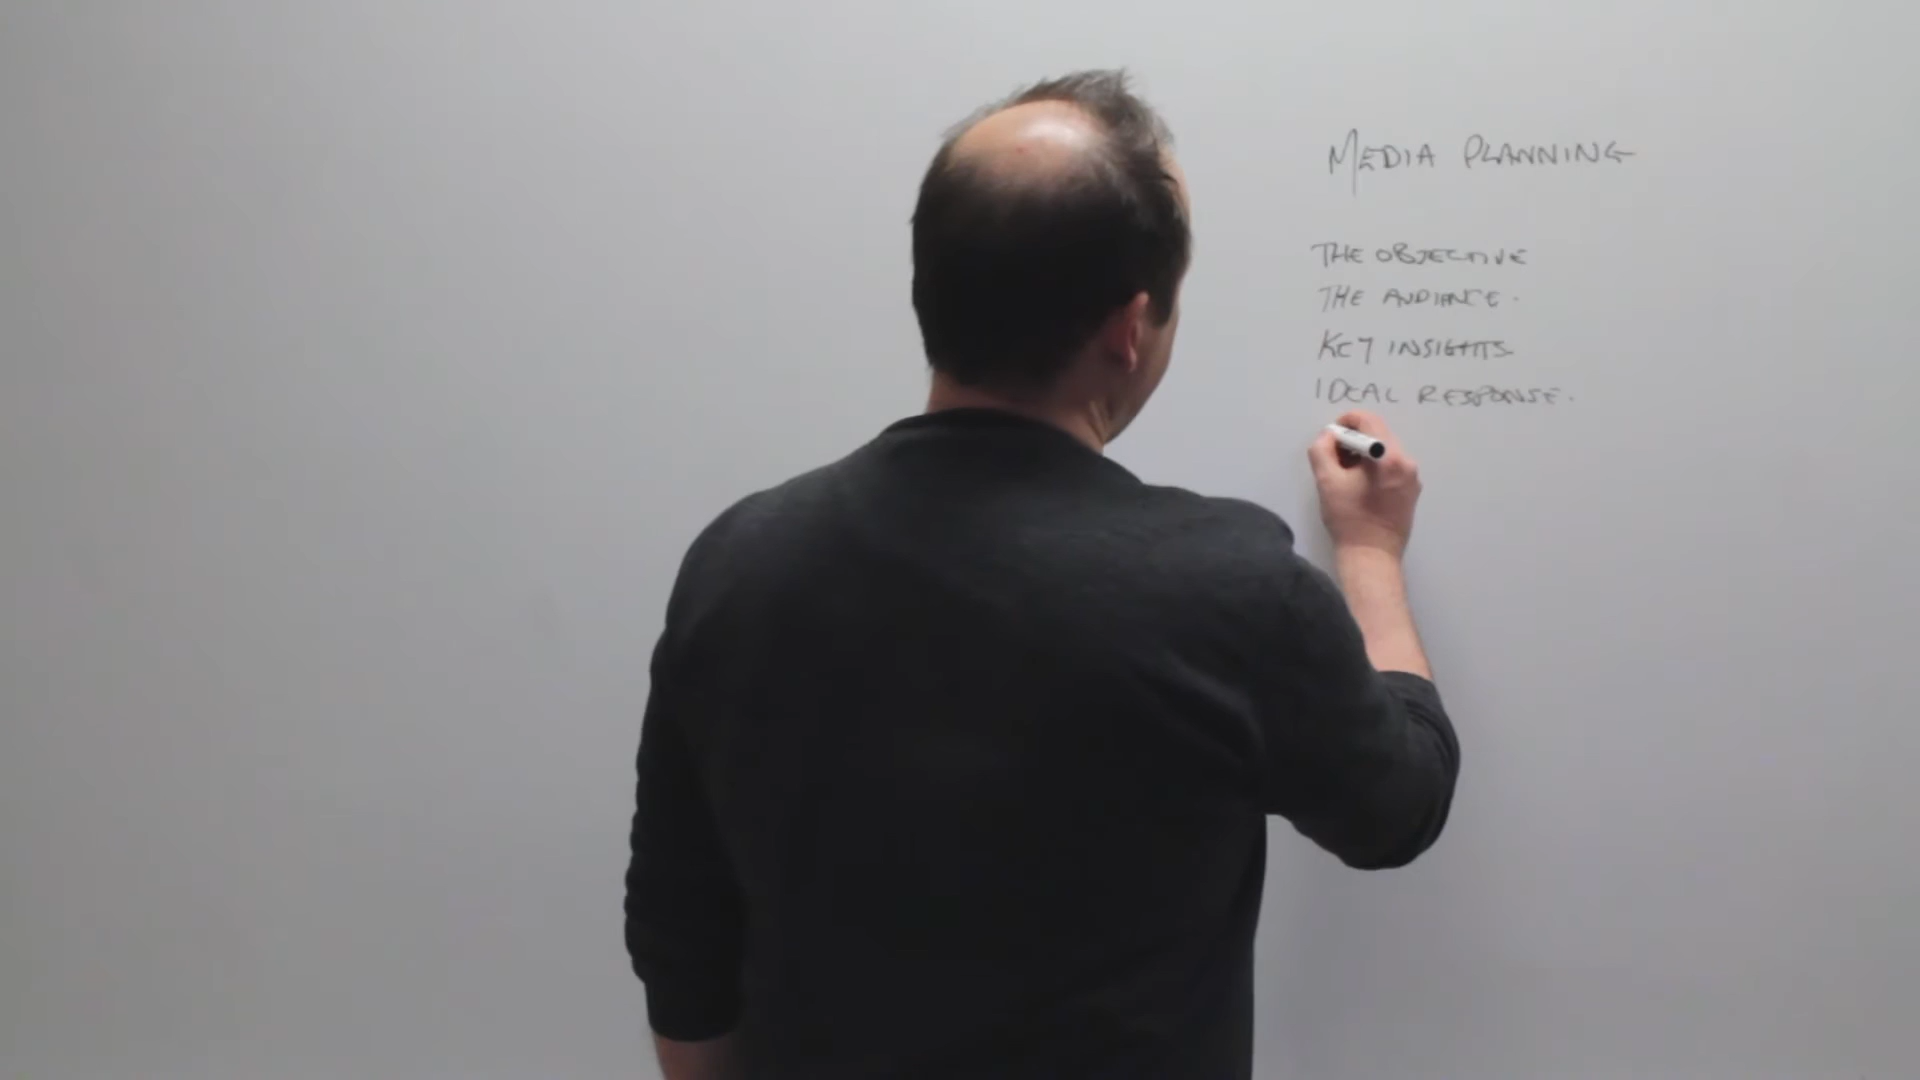 MEDIA PLANNING
THE OBJECTIVE
THE AUDIANCE.
KEY INSIGHTS
IDEAL RESPONSE.